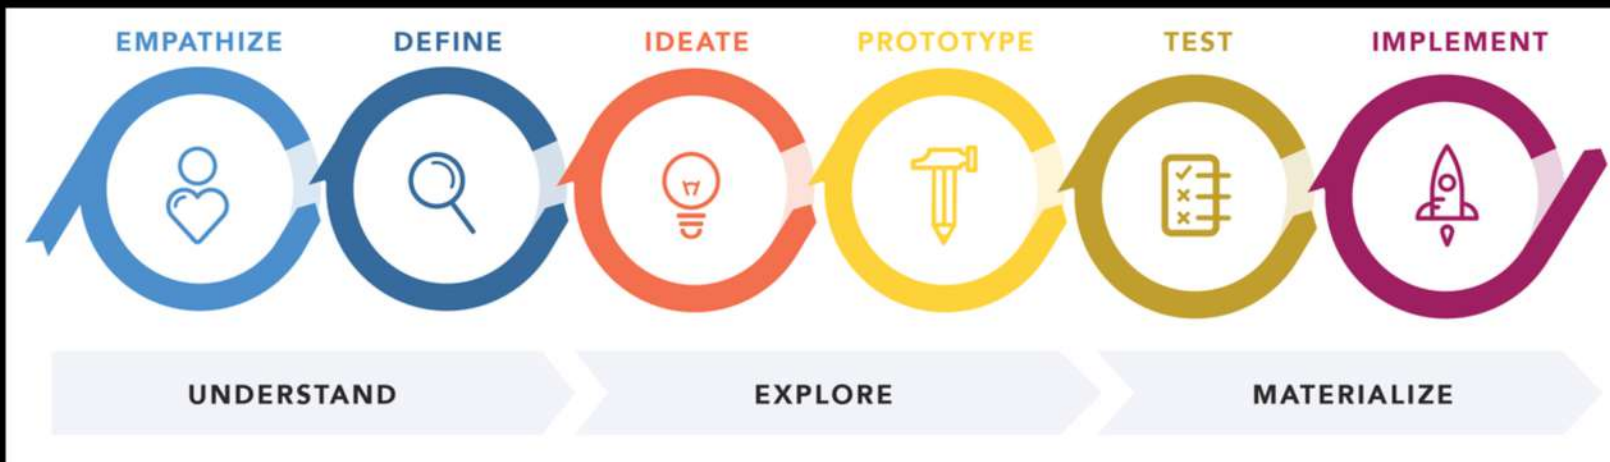 EMPATHIZE DEFINE IDEATE PROTOTYPE TEST IMPLEMENT
UNDERSTAND EXPLORE MATERIALIZE